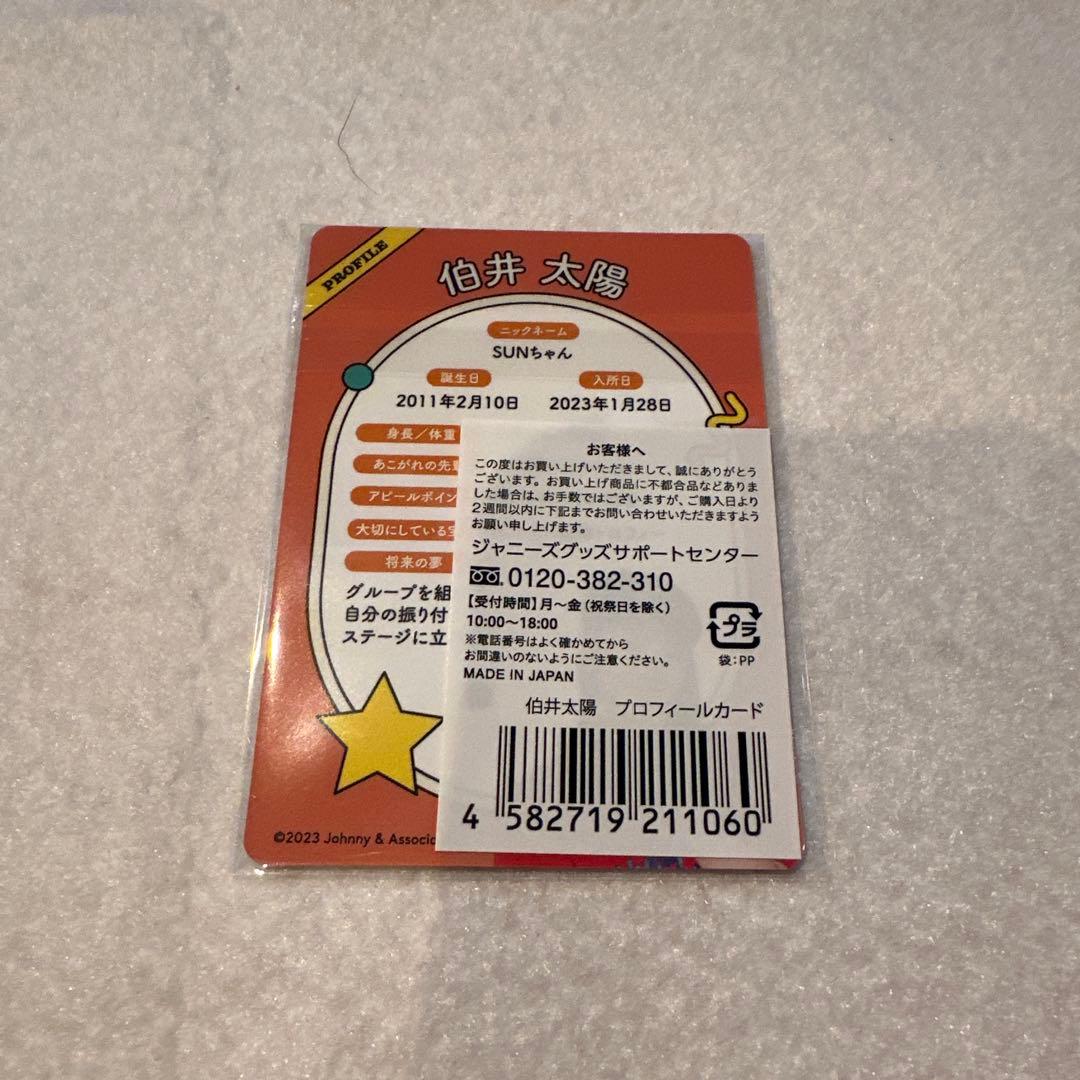 PROFILE
伯井 太陽
ニックネーム
SUNちゃん
誕生日
2011年2月10日
入所日
2023年1月28日
身長/体重
あこがれの先輩
アピールポイン
大切にしている
将来の夢
グループを組
自分の振り付
ステージに立
©2023 Johnny & Associa
お客様へ
この度はお買い上げいただきまして、誠にありがとう
ございます。お買い上げ商品に不都合品などありま
した場合は、お手数ではございますが、ご購入日より
2週間以内に下記までお問い合わせいただきますよう
お願い申し上げます。
ジャニーズグッズサポートセンター
0120-382-310
【受付時間】月〜金(祝祭日を除く)
10:00〜18:00
※電話番号はよく確かめてから
お間違いのないようにご注意ください。
MADE IN JAPAN
プラ
袋:PP
伯井太陽 プロフィールカード
4 582719 211060